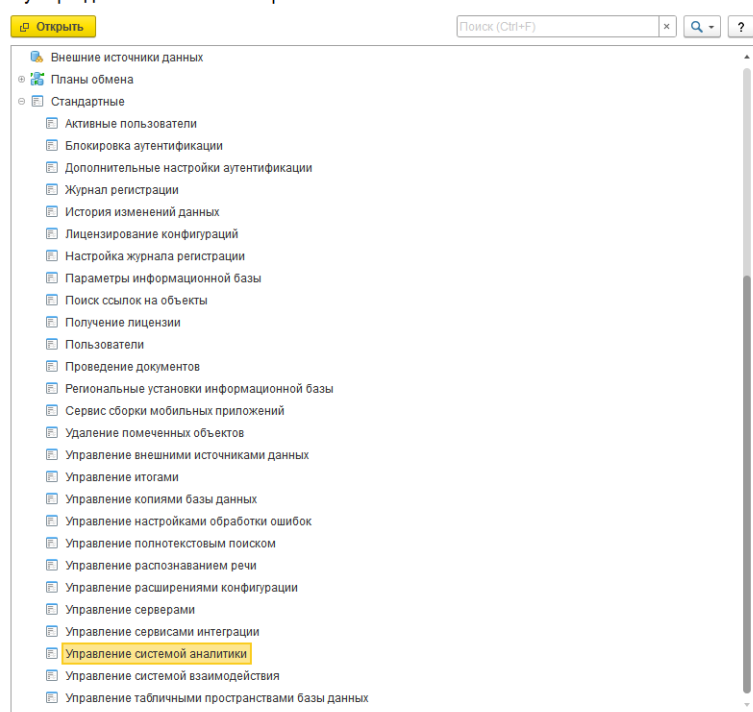 Открыть
Поиск (Ctrl+F)
×
?
Внешние источники данных
Планы обмена
Стандартные
Активные пользователи
Блокировка аутентификации
Дополнительные настройки аутентификации
Журнал регистрации
История изменений данных
Лицензирование конфигураций
Настройка журнала регистрации
Параметры информационной базы
Поиск ссылок на объекты
Получение лицензии
Пользователи
Проведение документов
Региональные установки информационной базы
Сервис сборки мобильных приложений
Удаление помеченных объектов
Управление внешними источниками данных
Управление итогами
Управление копиями базы данных
Управление настройками обработки ошибок
Управление полнотекстовым поиском
Управление распознаванием речи
Управление расширениями конфигурации
Управление серверами
Управление сервисами интеграции
Управление системой аналитики
Управление системой взаимодействия
Управление табличными пространствами базы данных